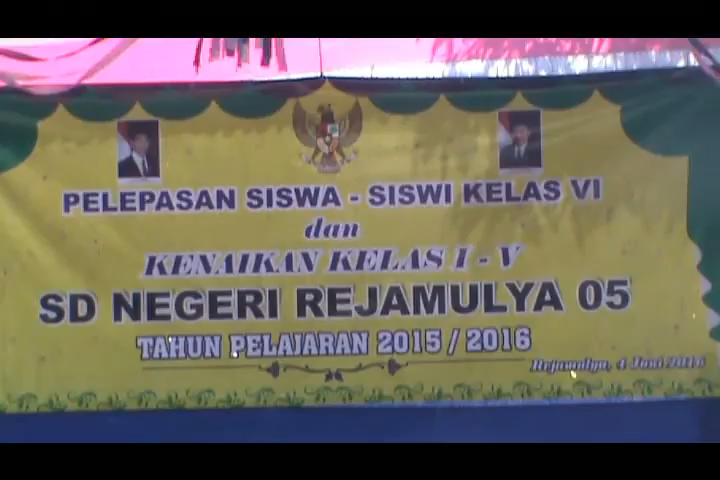 PELEPASAN SISWA - SISWI KELAS VI
dan
KENAIKAN KELAS I - V
SD NEGERI REJAMULYA 05
TAHUN PELAJARAN 2015 / 2016
Rejamulya, 4 Juni 2016